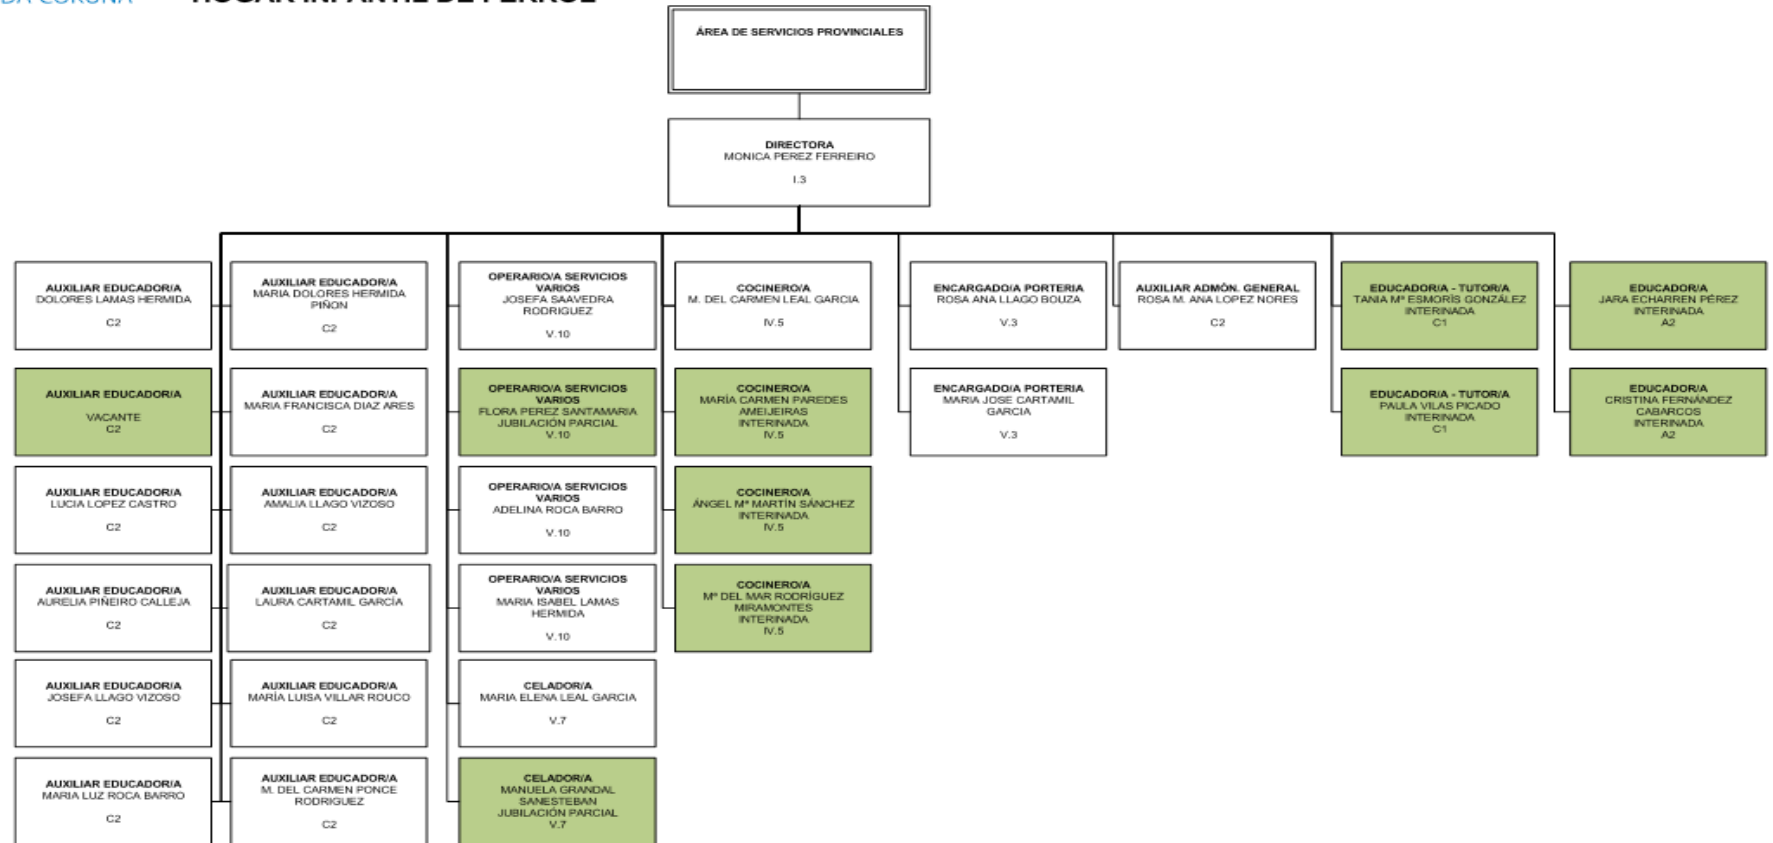 DA CORUÑA
HOGAR INFANTIL DE FERROL
ÁREA DE SERVICIOS PROVINCIALES
DIRECTORA
MONICA PEREZ FERREIRO
I.3
AUXILIAR EDUCADOR/A
DOLORES LAMAS HERMIDA
C2
AUXILIAR EDUCADOR/A
MARIA DOLORES HERMIDA
PIÑON
C2
OPERARIO/A SERVICIOS
VARIOS
JOSEFA SAAVEDRA
RODRIGUEZ
V.10
COCINERO/A
M. DEL CARMEN LEAL GARCIA
IV.5
ENCARGADO/A PORTERIA
ROSA ANA LLAGO BOUZA
V.3
AUXILIAR ADMÓN. GENERAL
ROSA M. ANA LOPEZ NORES
C2
EDUCADOR/A - TUTOR/A
TANIA Mª ESMORÍS GONZÁLEZ
INTERINADA
C1
EDUCADOR/A
JARA ECHARREN PÉREZ
INTERINADA
A2
AUXILIAR EDUCADOR/A
VACANTE
C2
AUXILIAR EDUCADOR/A
MARIA FRANCISCA DIAZ ARES
C2
OPERARIO/A SERVICIOS
VARIOS
FLORA PEREZ SANTAMARIA
JUBILACIÓN PARCIAL
V.10
COCINERO/A
MARÍA CARMEN PAREDES
AMEIJEIRAS
INTERINADA
IV.5
ENCARGADO/A PORTERIA
MARIA JOSE CARTAMIL
GARCIA
V.3
EDUCADOR/A - TUTOR/A
PAULA VILAS PICADO
INTERINADA
C1
EDUCADOR/A
CRISTINA FERNÁNDEZ
CABARCOS
INTERINADA
A2
AUXILIAR EDUCADOR/A
LUCIA LOPEZ CASTRO
C2
AUXILIAR EDUCADOR/A
AMALIA LLAGO VIZOSO
C2
OPERARIO/A SERVICIOS
VARIOS
ADELINA ROCA BARRO
V.10
COCINERO/A
ÁNGEL Mª MARTÍN SÁNCHEZ
INTERINADA
IV.5
AUXILIAR EDUCADOR/A
AURELIA PIÑEIRO CALLEJA
C2
AUXILIAR EDUCADOR/A
LAURA CARTAMIL GARCÍA
C2
OPERARIO/A SERVICIOS
VARIOS
MARIA ISABEL LAMAS
HERMIDA
V.10
COCINERO/A
Mª DEL MAR RODRÍGUEZ
MIRAMONTES
INTERINADA
IV.5
AUXILIAR EDUCADOR/A
JOSEFA LLAGO VIZOSO
C2
AUXILIAR EDUCADOR/A
MARÍA LUISA VILLAR ROUCO
C2
CELADOR/A
MARIA ELENA LEAL GARCIA
V.7
AUXILIAR EDUCADOR/A
MARIA LUZ ROCA BARRO
C2
AUXILIAR EDUCADOR/A
M. DEL CARMEN PONCE
RODRIGUEZ
C2
CELADOR/A
MANUELA GRANDAL
SANESTEBAN
JUBILACIÓN PARCIAL
V.7